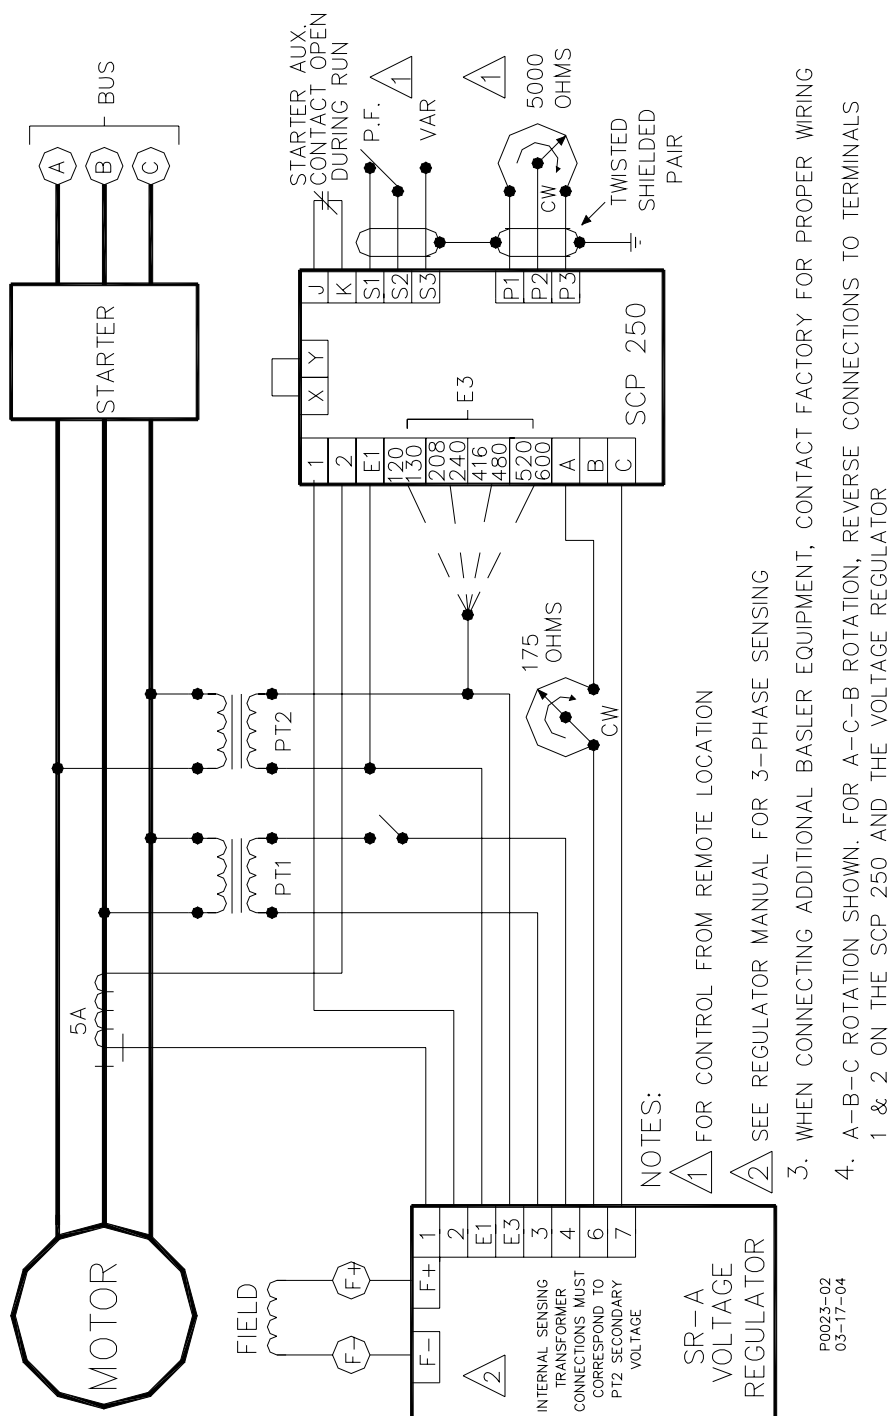 BUS
A
B
C
STARTER
5A
MOTOR
PT1
PT2
STARTER AUX.
CONTACT OPEN
DURING RUN
P.F.
VAR
1
1
5000
OHMS
CW
TWISTED
SHIELDED
PAIR
J
K
S1
S2
S3
P1
P2
P3
X
Y
E3
SCP 250
1
2
E1
120
130
208
240
416
480
520
600
A
B
C
175
OHMS
CW
FIELD
F-
F+
F-
F+
1
2
E1
E3
3
4
6
7
2
INTERNAL SENSING
TRANSFORMER
CONNECTIONS MUST
CORRESPOND TO
PT2 SECONDARY
VOLTAGE
SR-A
VOLTAGE
REGULATOR
NOTES:
1 FOR CONTROL FROM REMOTE LOCATION
2 SEE REGULATOR MANUAL FOR 3-PHASE SENSING
3. WHEN CONNECTING ADDITIONAL BASLER EQUIPMENT, CONTACT FACTORY FOR PROPER WIRING
4. A-B-C ROTATION SHOWN. FOR A-C-B ROTATION, REVERSE CONNECTIONS TO TERMINALS
1 & 2 ON THE SCP 250 AND THE VOLTAGE REGULATOR
P0023-02
03-17-04